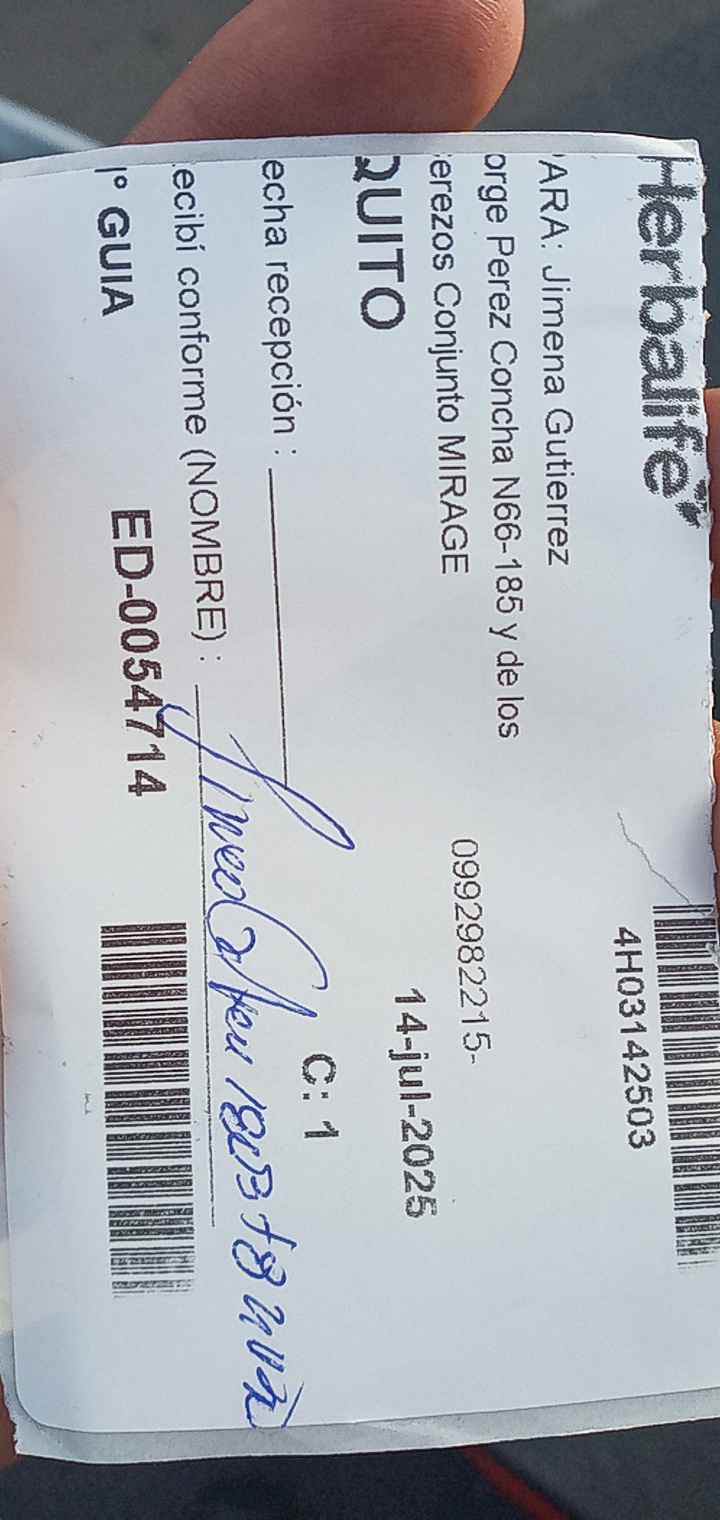 Herbalife
4H03142503
PARA: Jimena Gutierrez
orge Perez Concha N66-185 y de los
erezos Conjunto MIRAGE
0992982215-
QUITO
14-jul-2025
echa recepción :
C: 1
ecibí conforme (NOMBRE) :
N° GUIA
ED-0054714